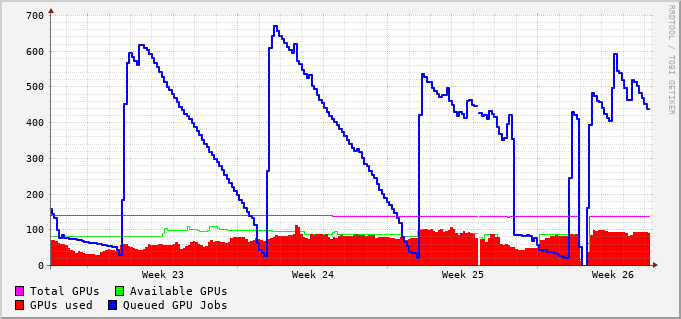 700
600
500
400
300
200
100
0
Week 23 Week 24 Week 25 Week 26
Total GPUs Available GPUs
GPUs used Queued GPU Jobs
RRDTOOL / TOBI OETIKER